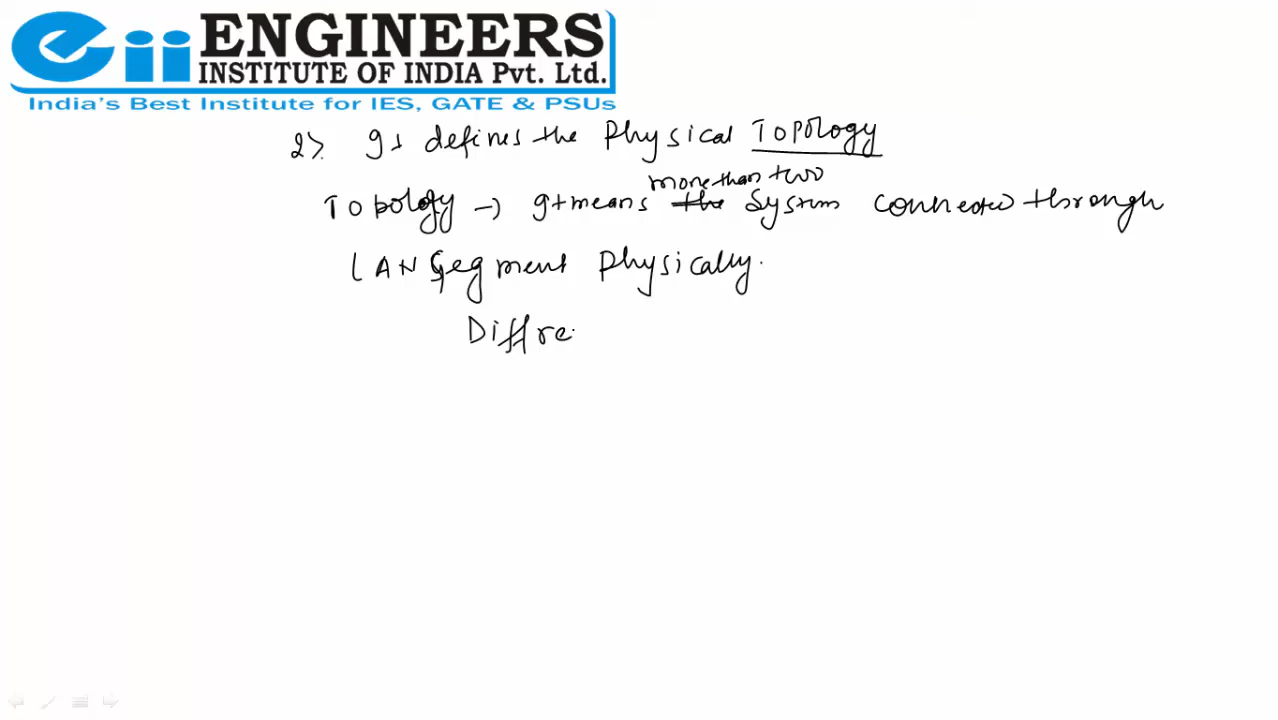 eii ENGINEERS
INSTITUTE OF INDIA Pvt. Ltd.
India's Best Institute for IES, GATE & PSUs
2> It defines the Physical Topology
more than two
Topology → It means the System connected through
LAN Segment Physically.
Diffre